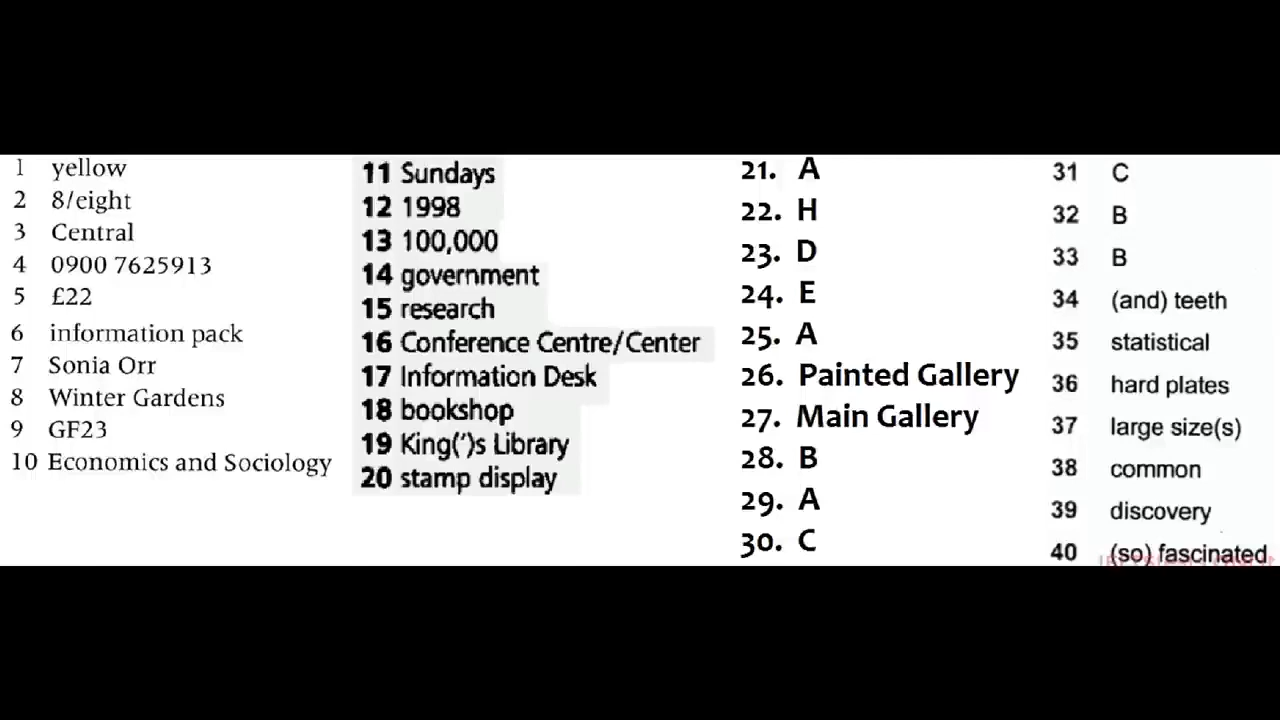 1 yellow
2 8/eight
3 Central
4 0900 7625913
5 £22
6 information pack
7 Sonia Orr
8 Winter Gardens
9 GF23
10 Economics and Sociology
11 Sundays
12 1998
13 100,000
14 government
15 research
16 Conference Centre/Center
17 Information Desk
18 bookshop
19 King(')s Library
20 stamp display
21. A
22. H
23. D
24. E
25. A
26. Painted Gallery
27. Main Gallery
28. B
29. A
30. C
31 C
32 B
33 B
34 (and) teeth
35 statistical
36 hard plates
37 large size(s)
38 common
39 discovery
40 (so) fascinated